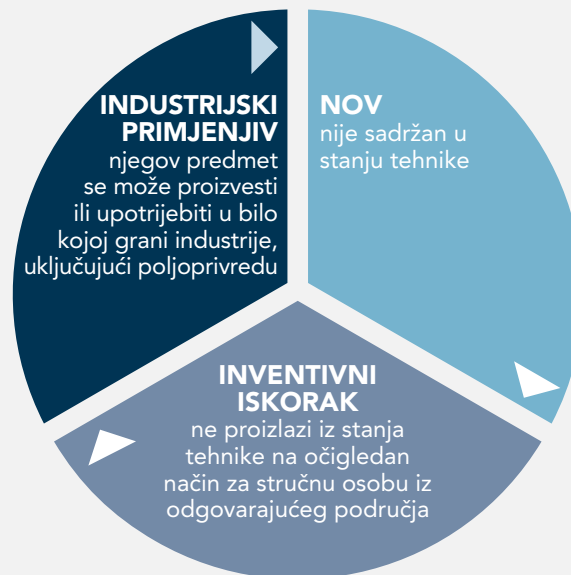 INDUSTRIJSKI
PRIMJENJIV
njegov predmet
se može proizvesti
ili upotrijebiti u bilo
kojoj grani industrije,
uključujući poljoprivredu
NOV
nije sadržan u
stanju tehnike
INVENTIVNI
ISKORAK
ne proizlazi iz stanja
tehnike na očigledan
način za stručnu osobu iz
odgovarajućeg područja